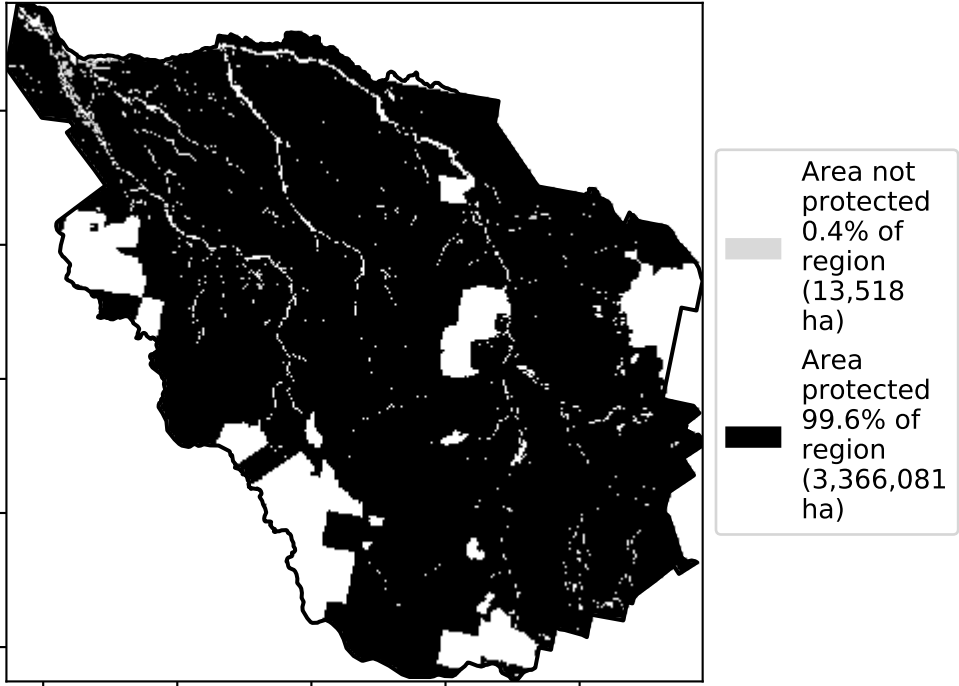 Area not
protected
0.4% of
region
(13,518
ha)
Area
protected
99.6% of
region
(3,366,081
ha)